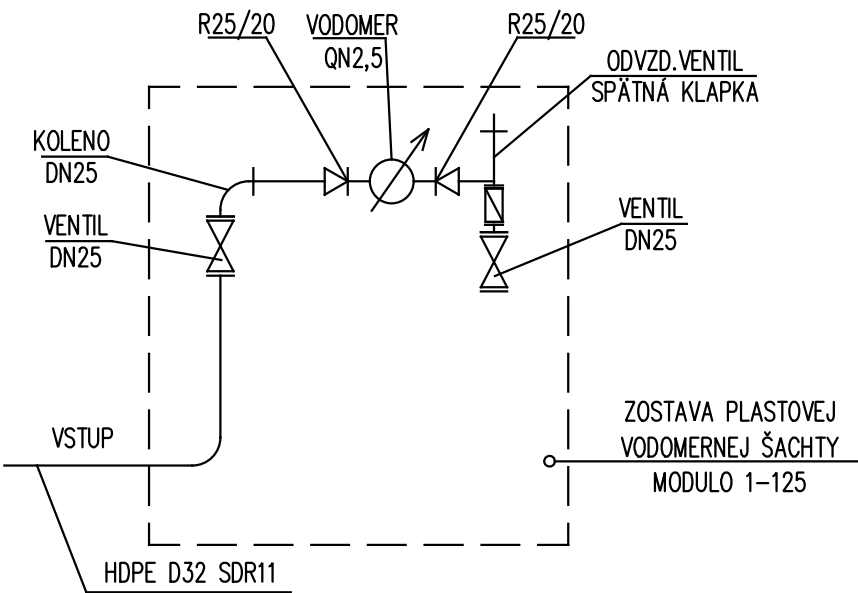 R25/20
VODOMER
QN2,5
R25/20
ODVZD.VENTIL
SPÄTNÁ KLAPKA
KOLENO
DN25
VENTIL
DN25
VENTIL
DN25
VSTUP
ZOSTAVA PLASTOVEJ
VODOMERNEJ ŠACHTY
MODULO 1-125
HDPE D32 SDR11